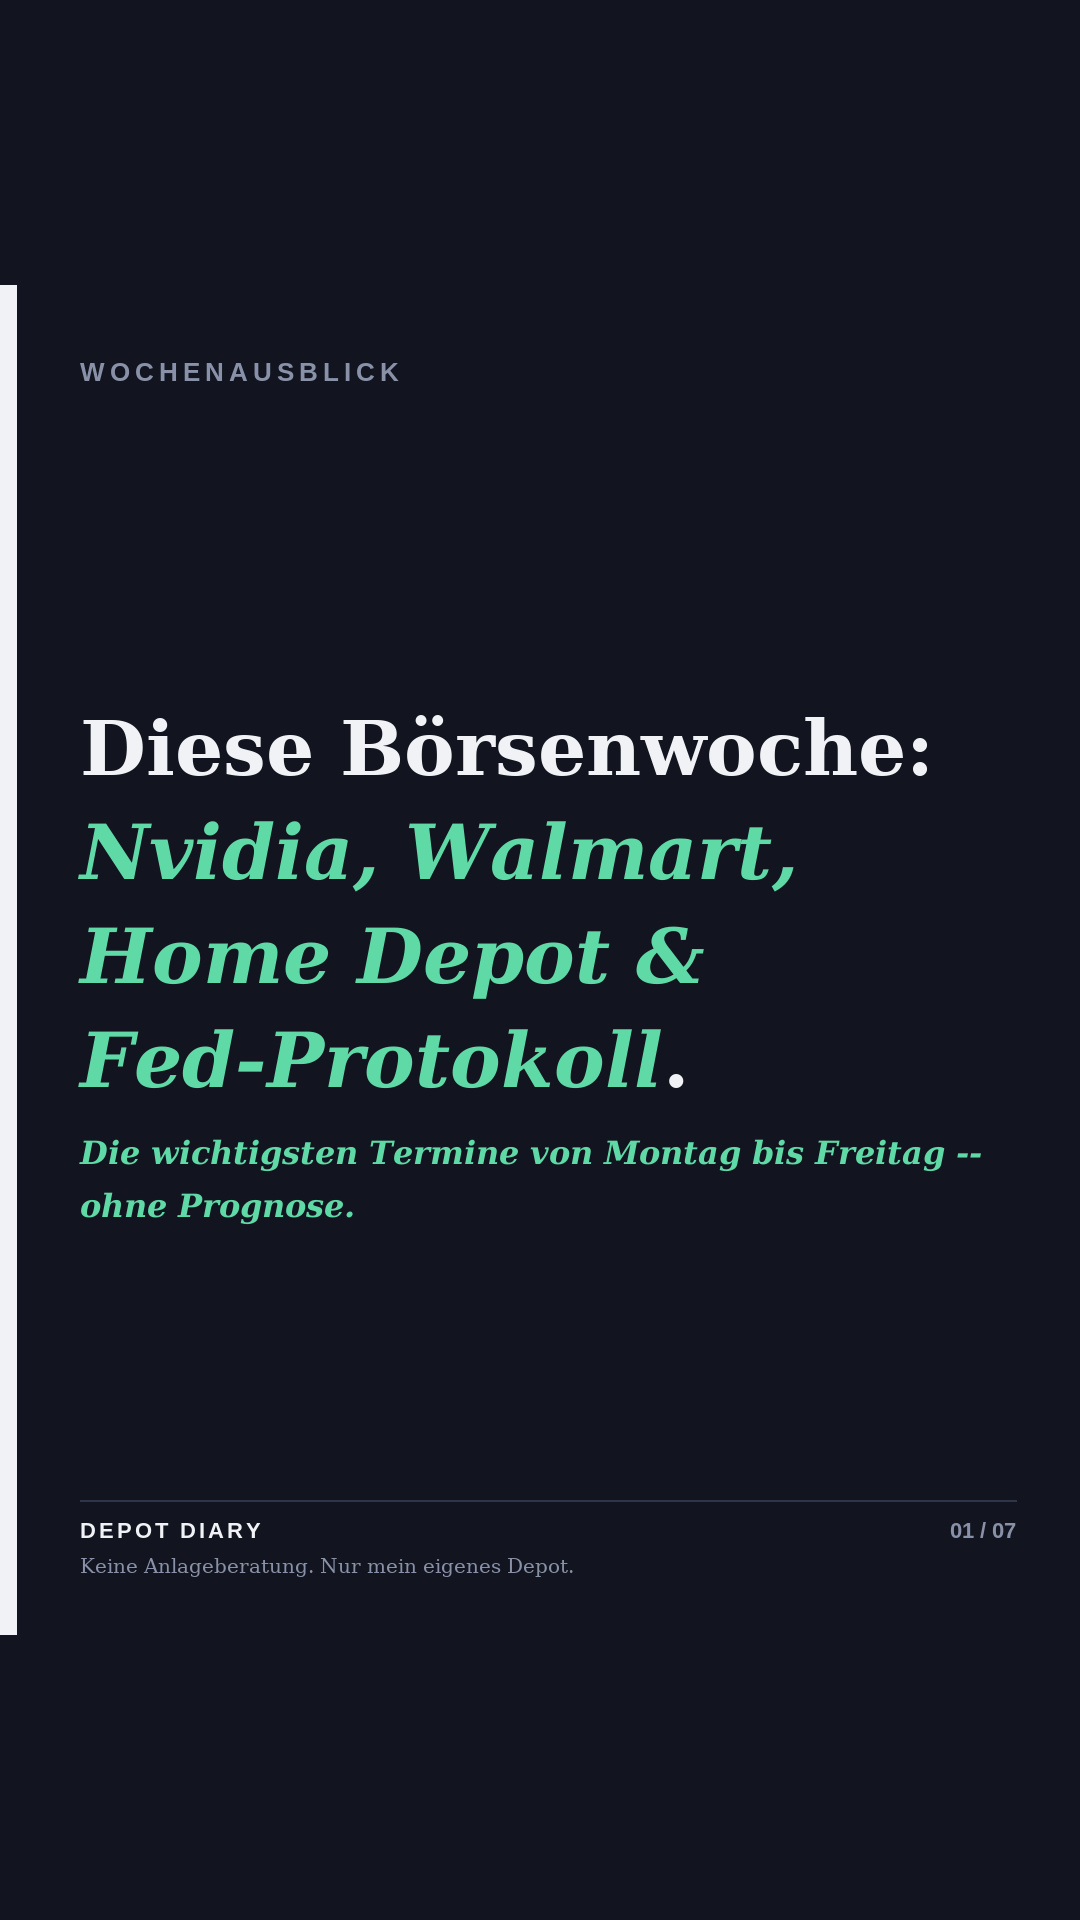 WOCHENAUSBLICK
Diese Börsenwoche:
Nvidia, Walmart,
Home Depot &
Fed-Protokoll.
Die wichtigsten Termine von Montag bis Freitag --
ohne Prognose.
DEPOT DIARY
01 / 07
Keine Anlageberatung. Nur mein eigenes Depot.